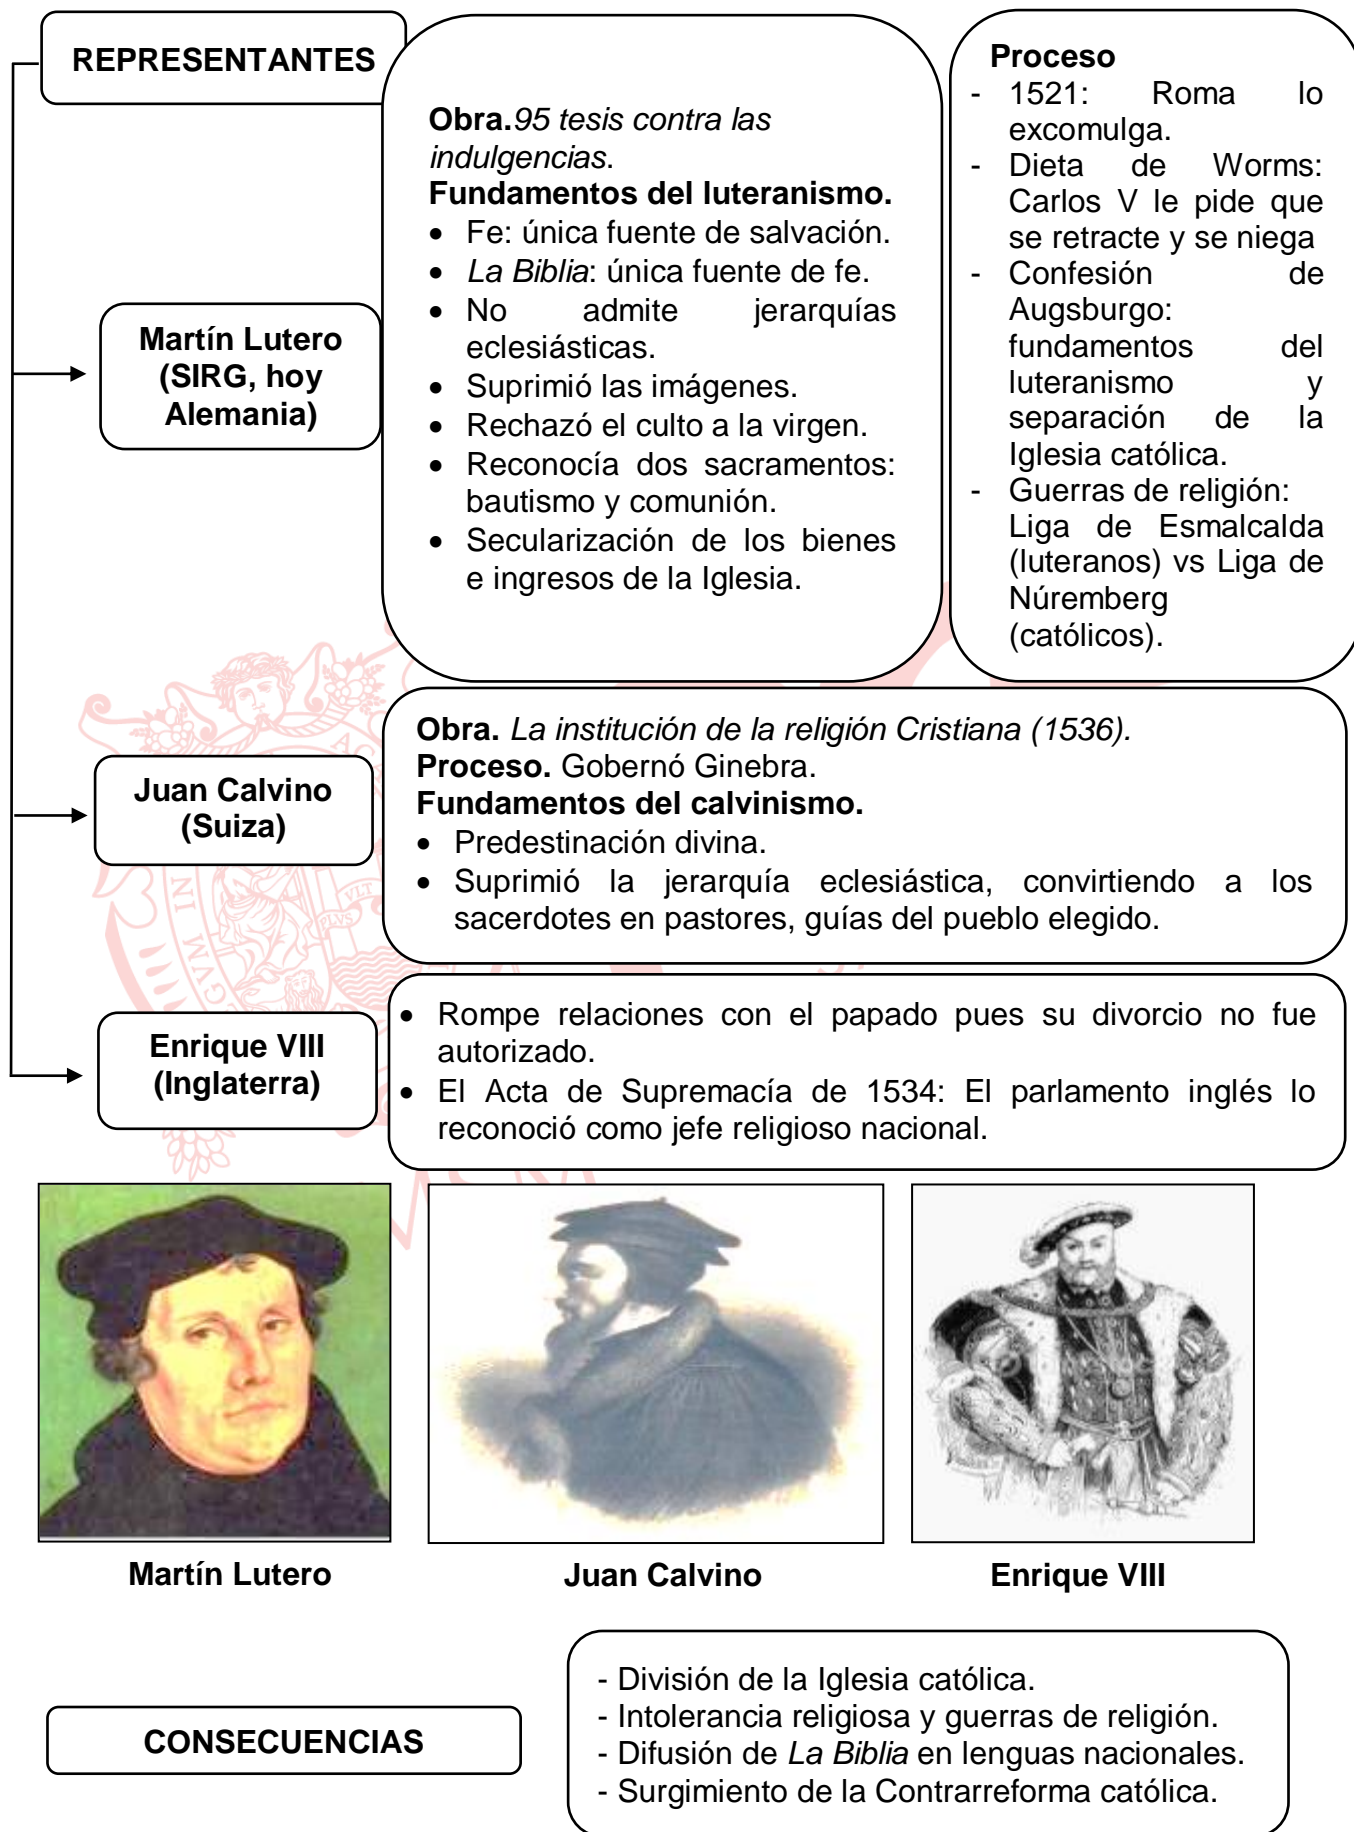 REPRESENTANTES
Obra.95 tesis contra las
indulgencias.
Fundamentos del luteranismo.
• Fe: única fuente de salvación.
• La Biblia: única fuente de fe.
• No admite jerarquías
eclesiásticas.
• Suprimió las imágenes.
• Rechazó el culto a la virgen.
• Reconocía dos sacramentos:
bautismo y comunión.
• Secularización de los bienes
e ingresos de la Iglesia.
Proceso
- 1521: Roma lo
excomulga.
- Dieta de Worms:
Carlos V le pide que
se retracte y se niega
- Confesión de
Augsburgo:
fundamentos del
luteranismo y
separación de la
Iglesia católica.
- Guerras de religión:
Liga de Esmalcalda
(luteranos) vs Liga de
Núremberg
(católicos).
Martín Lutero
(SIRG, hoy
Alemania)
Juan Calvino
(Suiza)
Obra. La institución de la religión Cristiana (1536).
Proceso. Gobernó Ginebra.
Fundamentos del calvinismo.
• Predestinación divina.
• Suprimió la jerarquía eclesiástica, convirtiendo a los
sacerdotes en pastores, guías del pueblo elegido.
Enrique VIII
(Inglaterra)
• Rompe relaciones con el papado pues su divorcio no fue
autorizado.
• El Acta de Supremacía de 1534: El parlamento inglés lo
reconoció como jefe religioso nacional.
Martín Lutero
Juan Calvino
Enrique VIII
CONSECUENCIAS
- División de la Iglesia católica.
- Intolerancia religiosa y guerras de religión.
- Difusión de La Biblia en lenguas nacionales.
- Surgimiento de la Contrarreforma católica.
PLVS
VLT